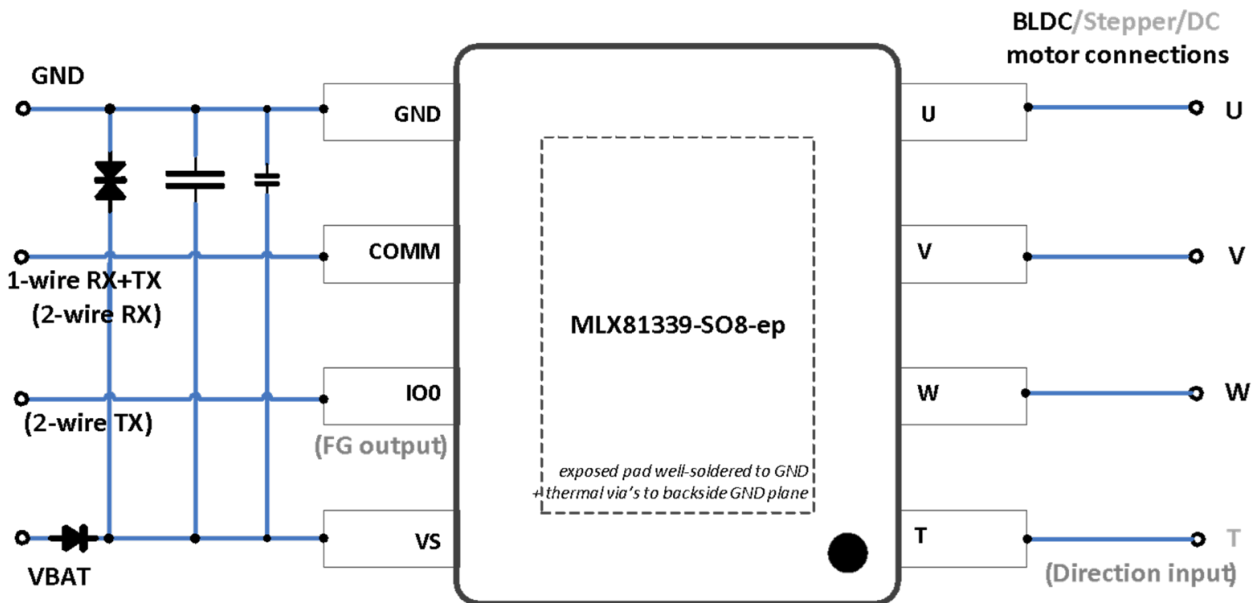 BLDC/Stepper/DC
motor connections
GND
GND
U
U
COMM
V
V
1-wire RX+TX
(2-wire RX)
MLX81339-SO8-ep
IO0
W
W
(2-wire TX)
(FG output)
exposed pad well-soldered to GND
+ thermal via's to backside GND plane
VS
T
T
VBAT
(Direction input)